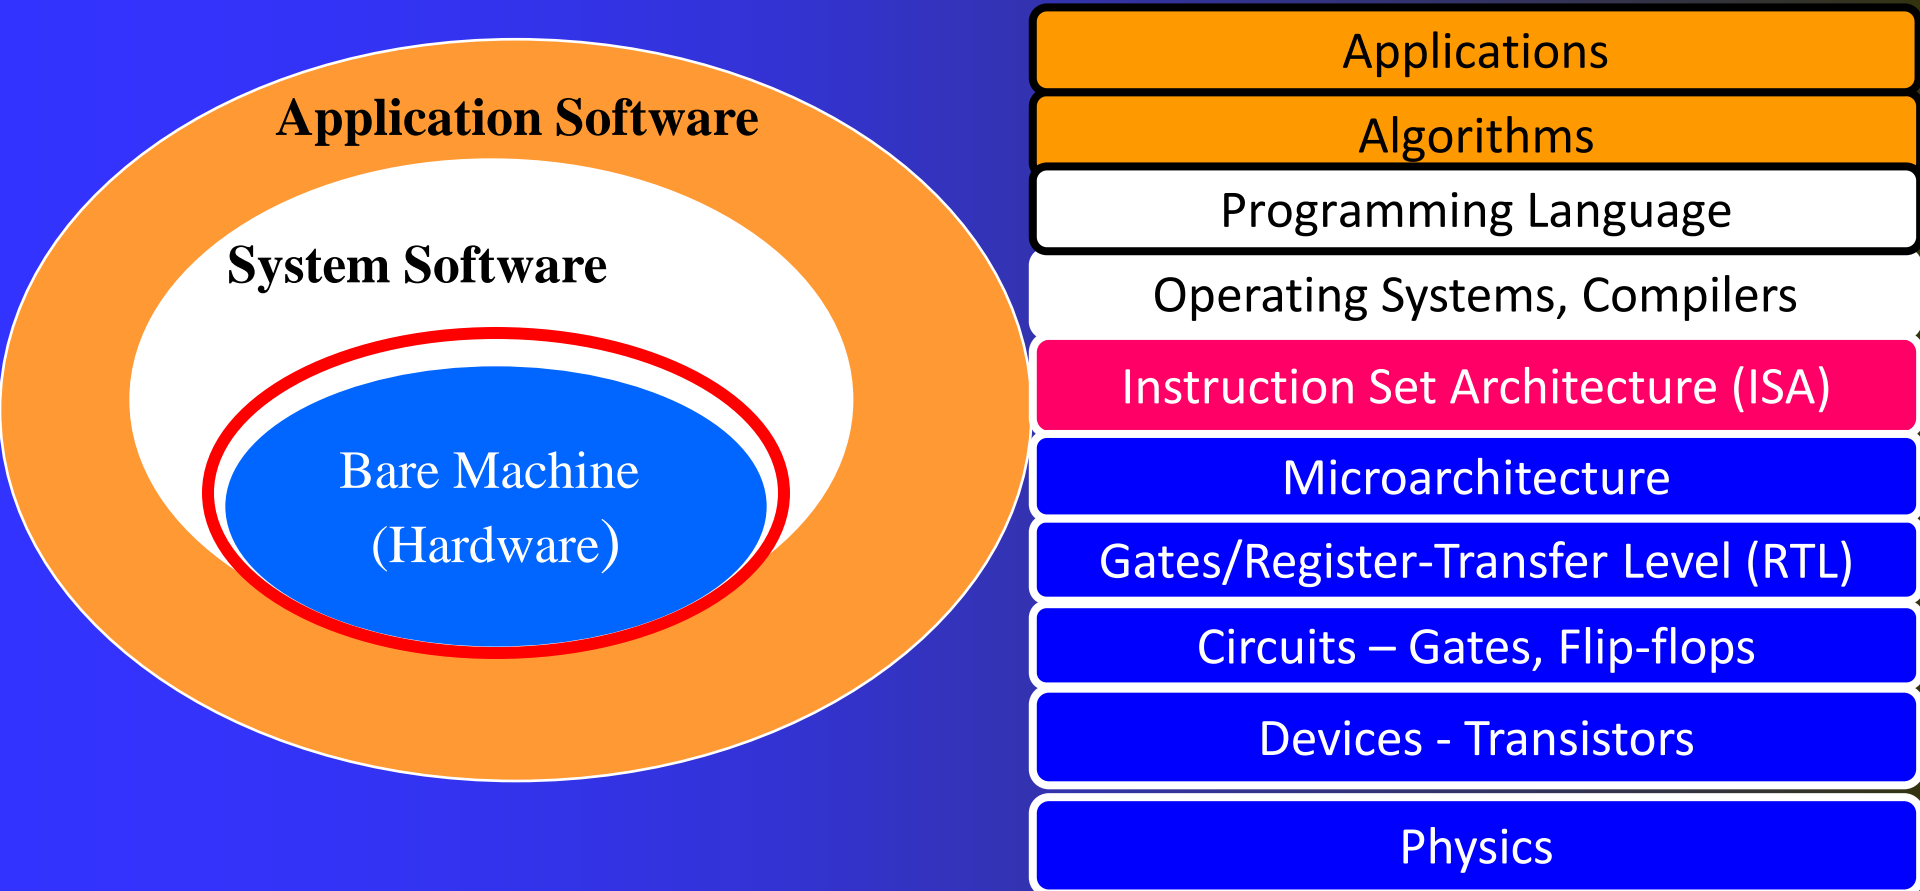 Application Software
System Software
Bare Machine
(Hardware)
Applications
Algorithms
Programming Language
Operating Systems, Compilers
Instruction Set Architecture (ISA)
Microarchitecture
Gates/Register-Transfer Level (RTL)
Circuits – Gates, Flip-flops
Devices - Transistors
Physics